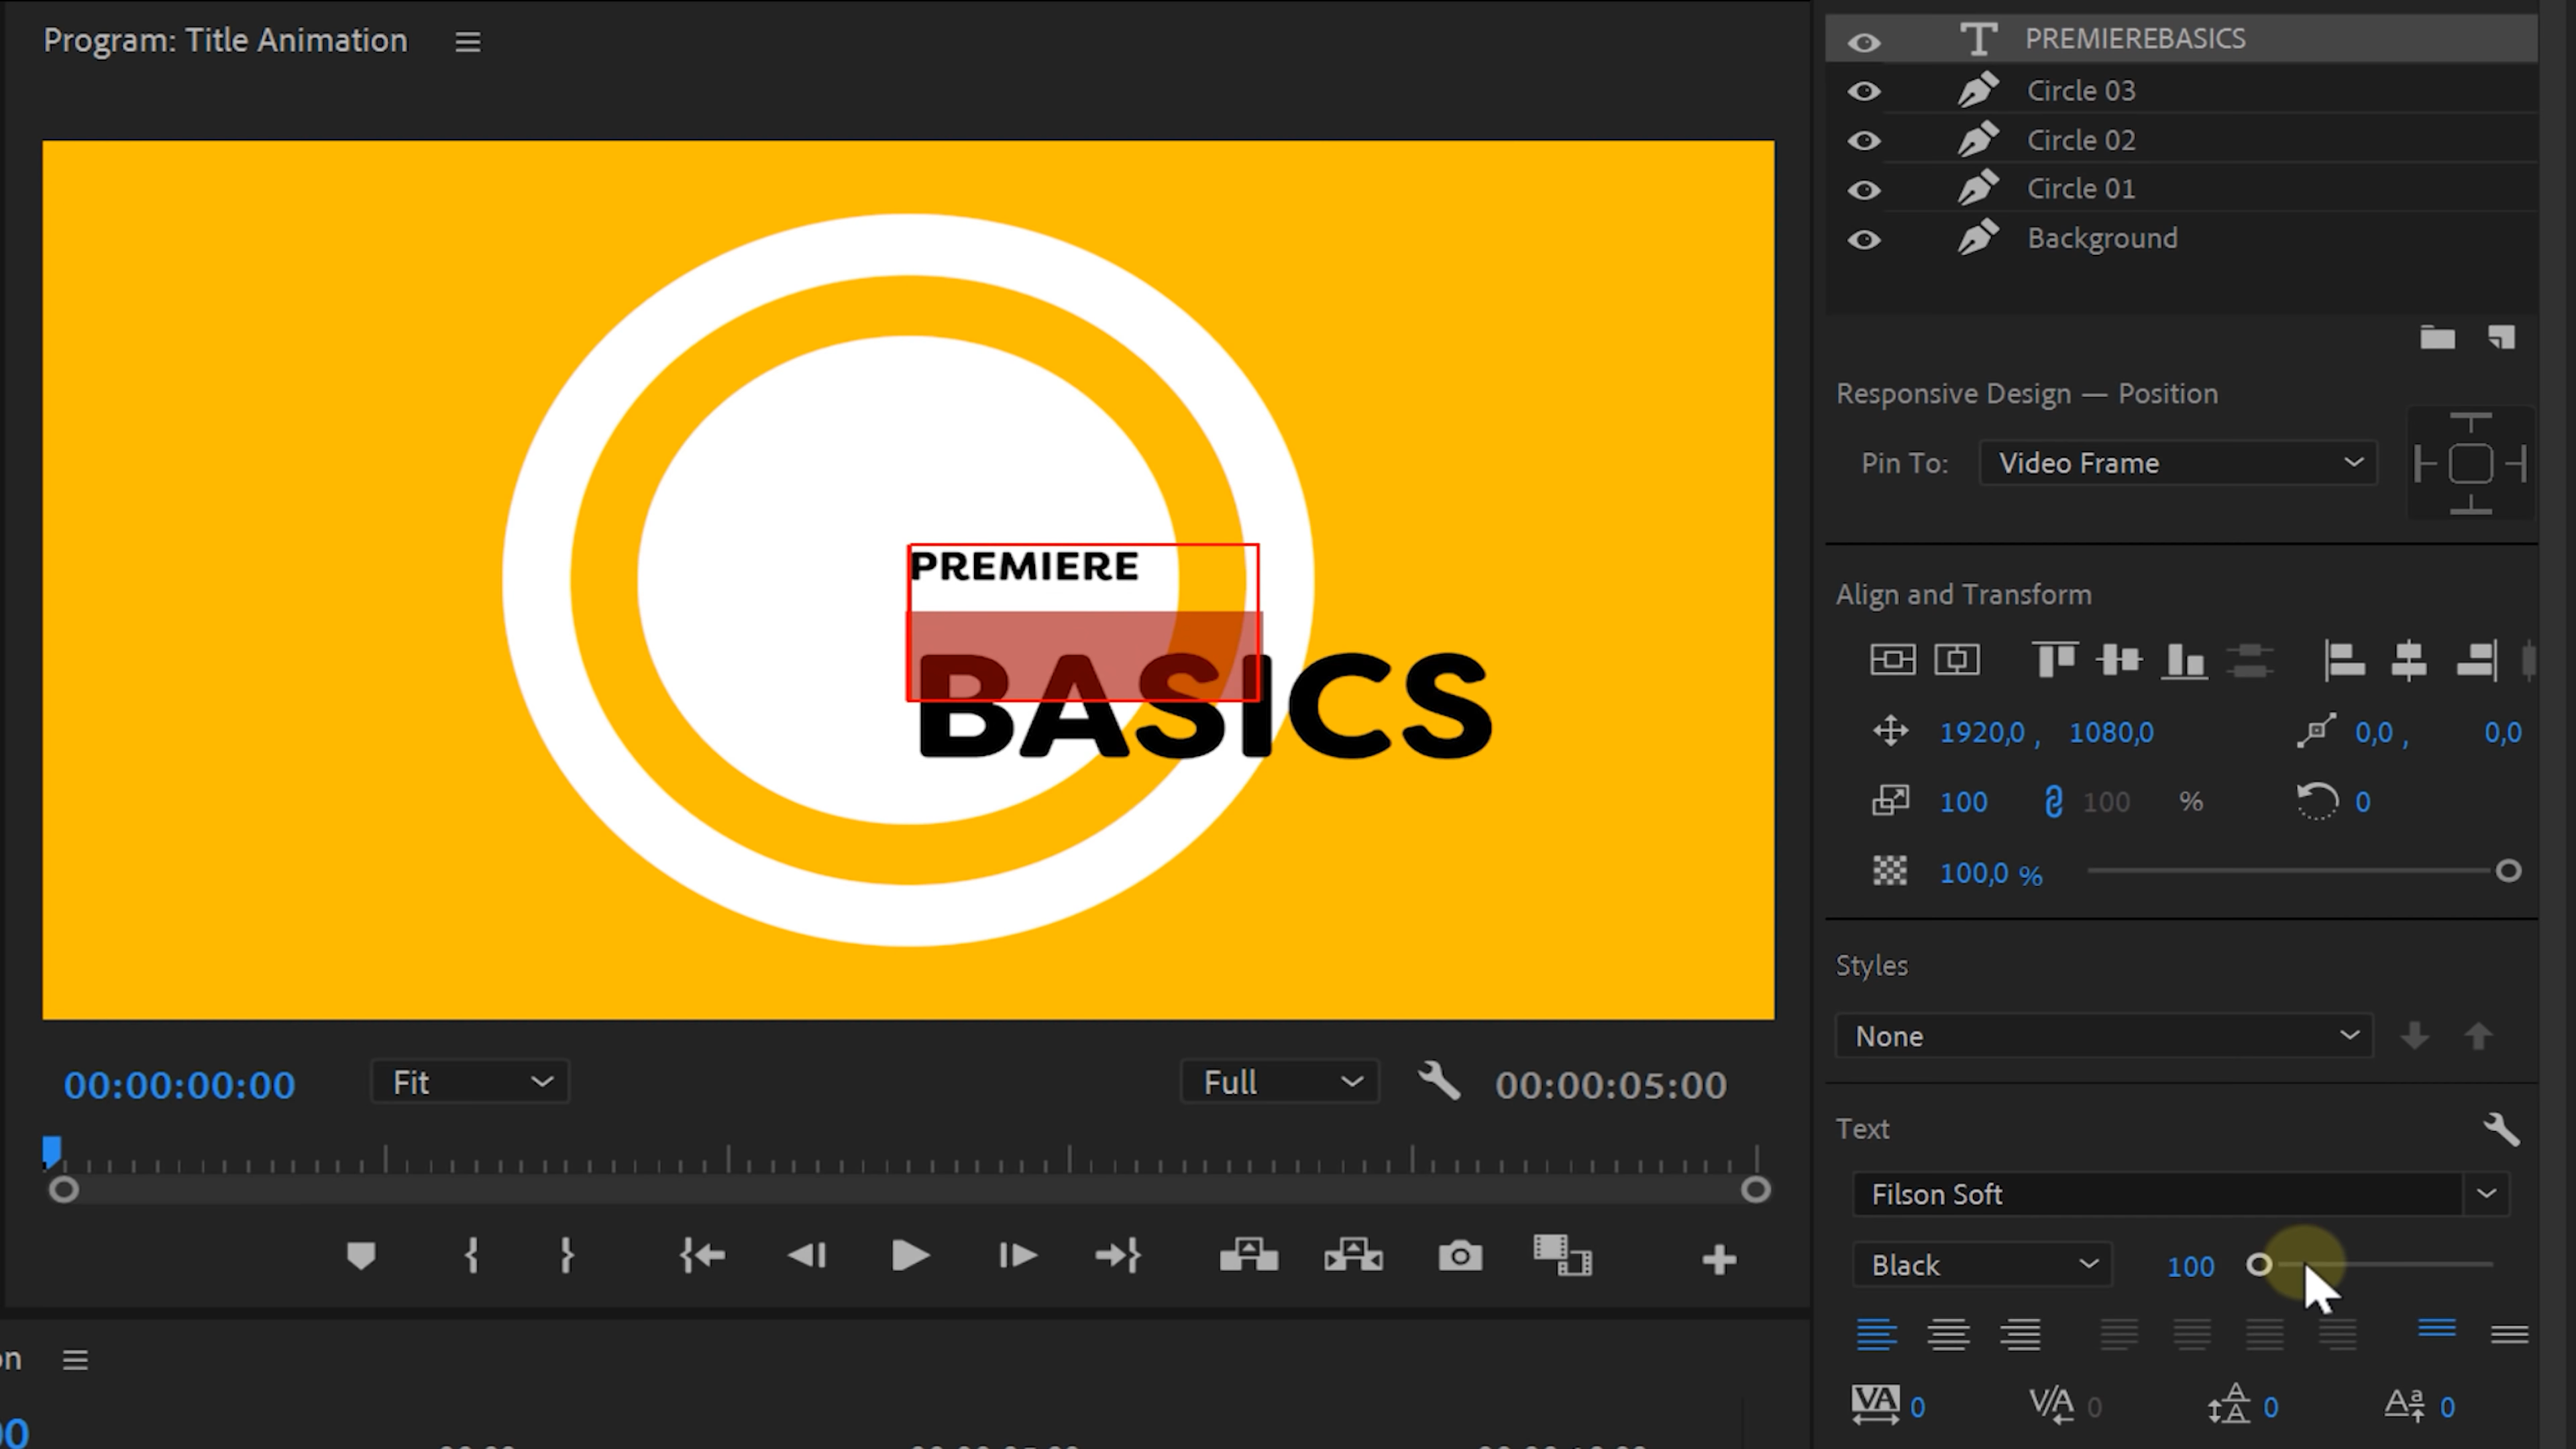 Program: Title Animation
PREMIERE
BASICS
00:00:00:00
Fit
Full
00:00:05:00
on
00
PREMIEREBASICS
Circle 03
Circle 02
Circle 01
Background
Responsive Design — Position
Pin To:
Video Frame
Align and Transform
1920,0 , 1080,0
0,0 , 0,0
100
100 %
0
100,0 %
Styles
None
Text
Filson Soft
Black
100
0
0
0
0